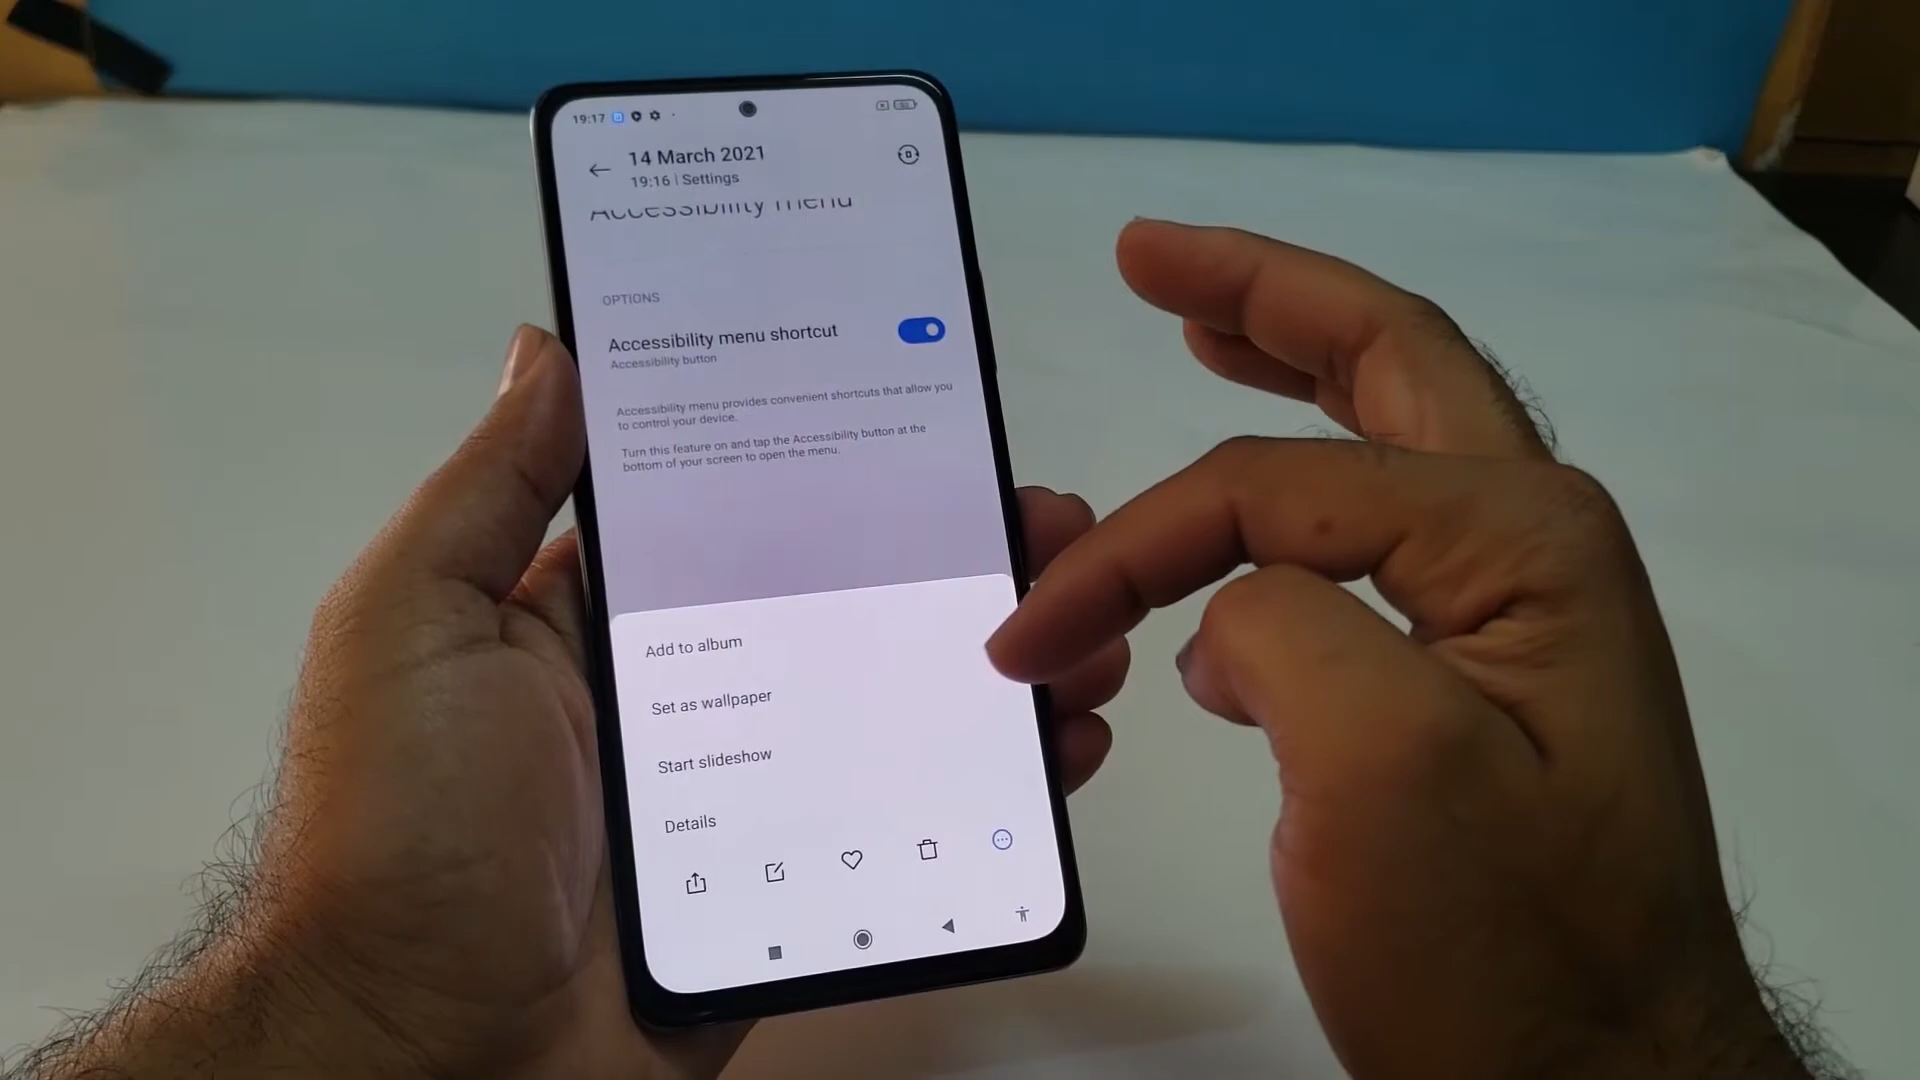 19:17
14 March 2021
19:16 | Settings
Accessibility menu
OPTIONS
Accessibility menu shortcut
Accessibility button
Accessibility menu provides convenient shortcuts that allow you
to control your device.
Turn this feature on and tap the Accessibility button at the
bottom of your screen to open the menu.
Add to album
Set as wallpaper
Start slideshow
Details